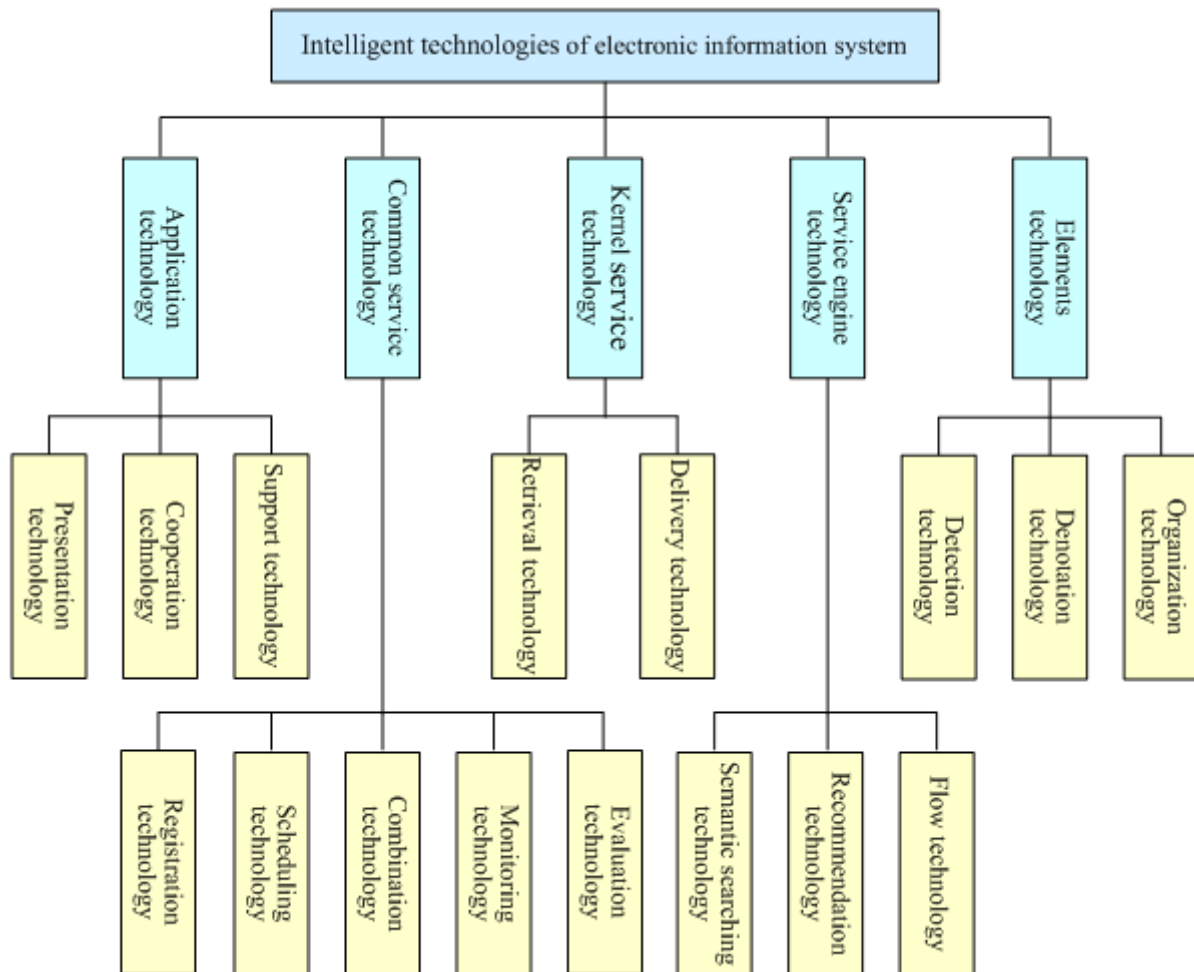 Intelligent technologies of electronic information system
Application
technology
Common service
technology
Kernel service
technology
Service engine
technology
Elements
technology
Presentation
technology
Cooperation
technology
Support technology
Retrieval technology
Delivery technology
Detection
technology
Denotation
technology
Organization
technology
Registration
technology
Scheduling
technology
Combination
technology
Monitoring
technology
Evaluation
technology
Semantic searching
technology
Recommendation
technology
Flow technology